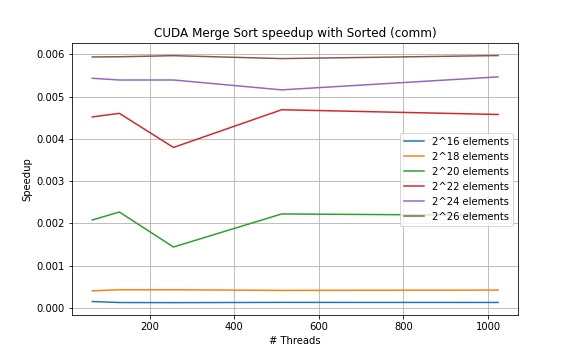 CUDA Merge Sort speedup with Sorted (comm)
0.006
0.005
0.004
0.003
0.002
0.001
0.000
Speedup
2^16 elements
2^18 elements
2^20 elements
2^22 elements
2^24 elements
2^26 elements
200
400
600
800
1000
# Threads